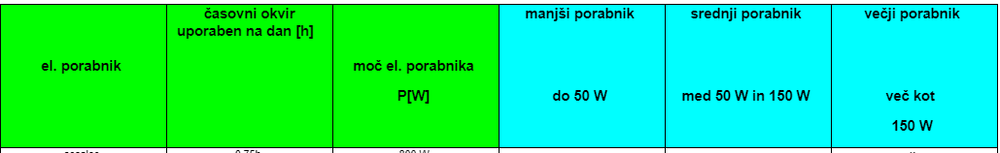 el. porabnik
časovni okvir
uporaben na dan [h]
moč el. porabnika
P[W]
manjši porabnik
do 50 W
srednji porabnik
med 50 W in 150 W
večji porabnik
več kot
150 W